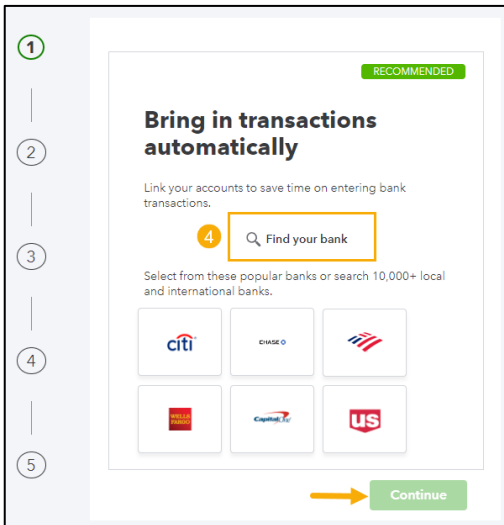 1
RECOMMENDED
Bring in transactions
automatically
2
Link your accounts to save time on entering bank
transactions.
4
Find your bank
3
Select from these popular banks or search 10,000+ local
and international banks.
citi
CHASE
4
WELLS
FARGO
Capital One
us
5
Continue